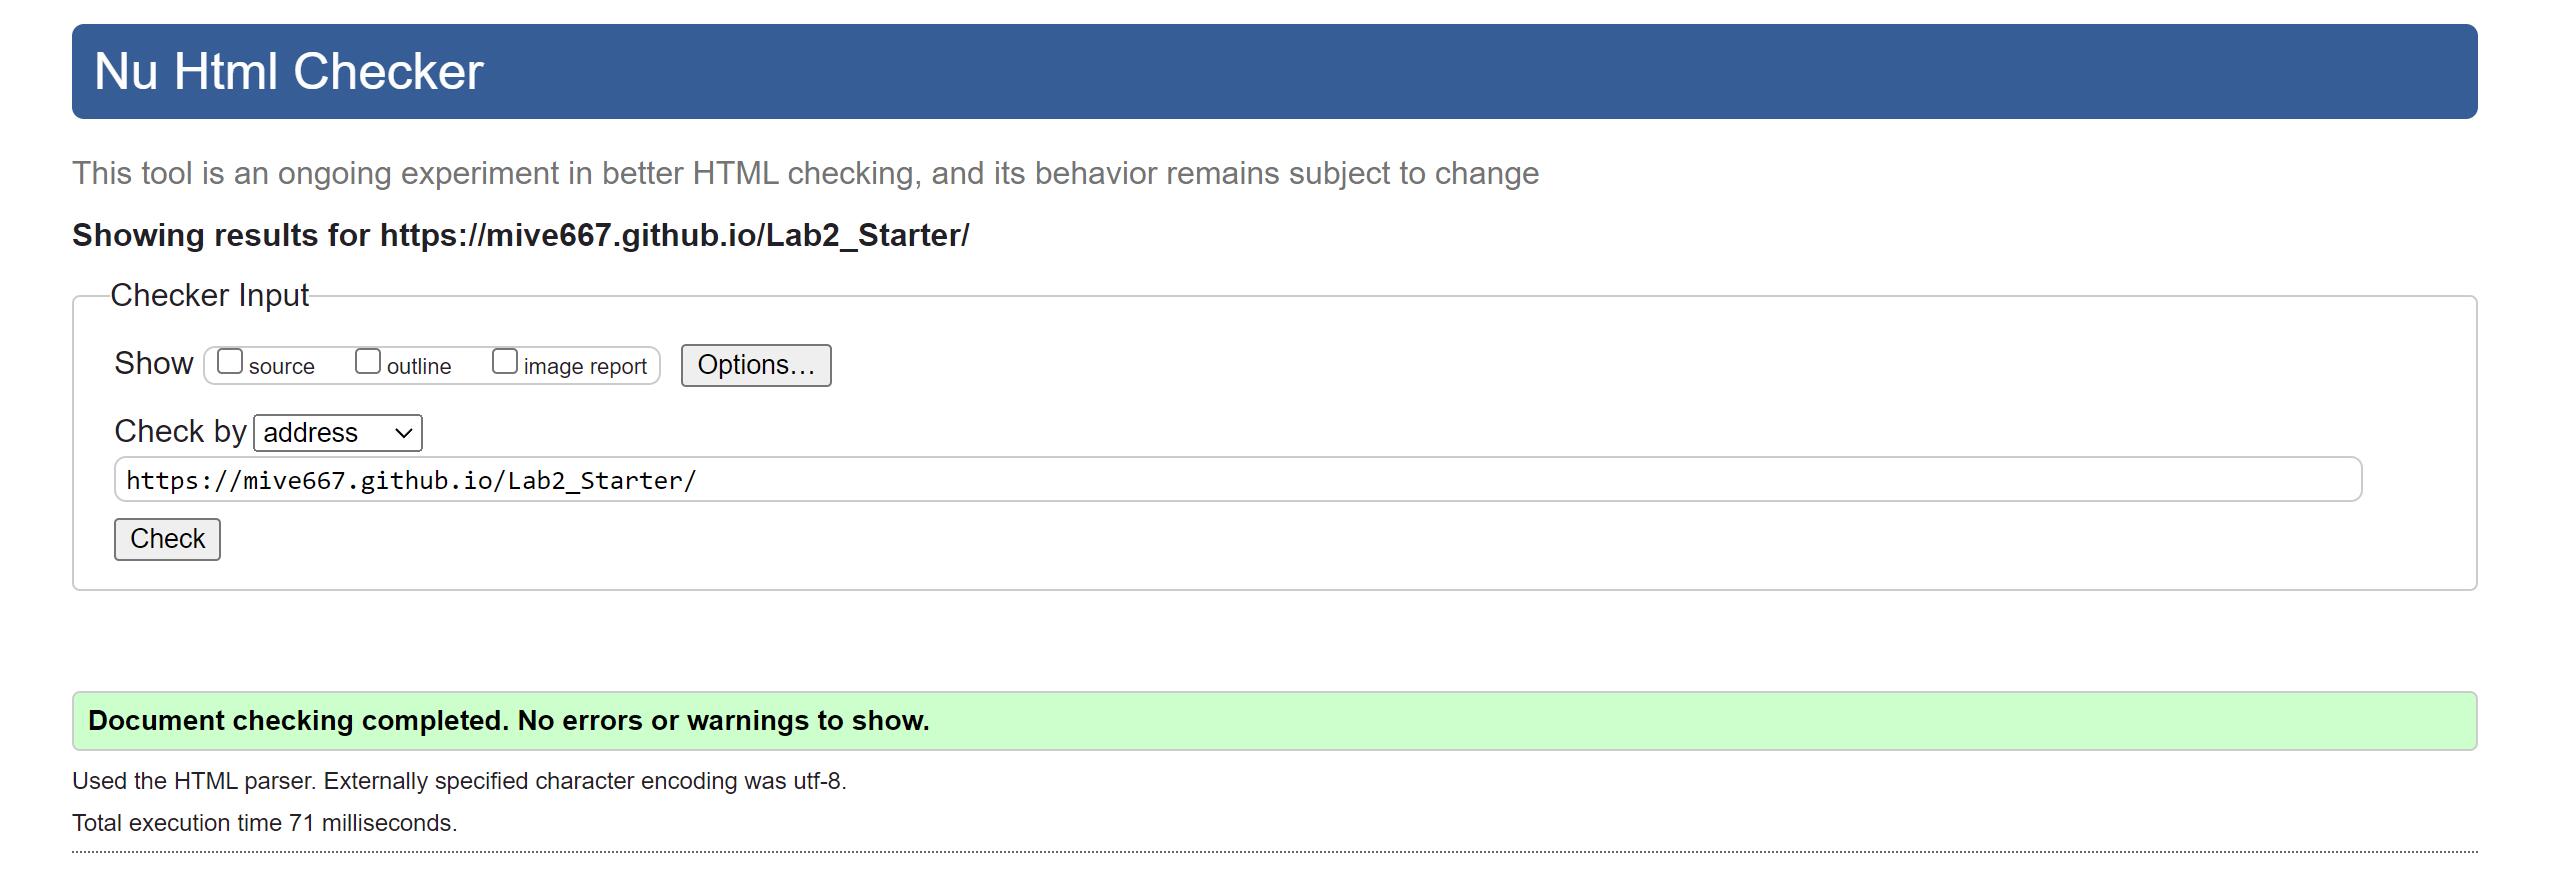 Nu Html Checker
This tool is an ongoing experiment in better HTML checking, and its behavior remains subject to change
Showing results for https://mive667.github.io/Lab2_Starter/
Checker Input
Show source outline image report Options...
Check by address
https://mive667.github.io/Lab2_Starter/
Check
Document checking completed. No errors or warnings to show.
Used the HTML parser. Externally specified character encoding was utf-8.
Total execution time 71 milliseconds.